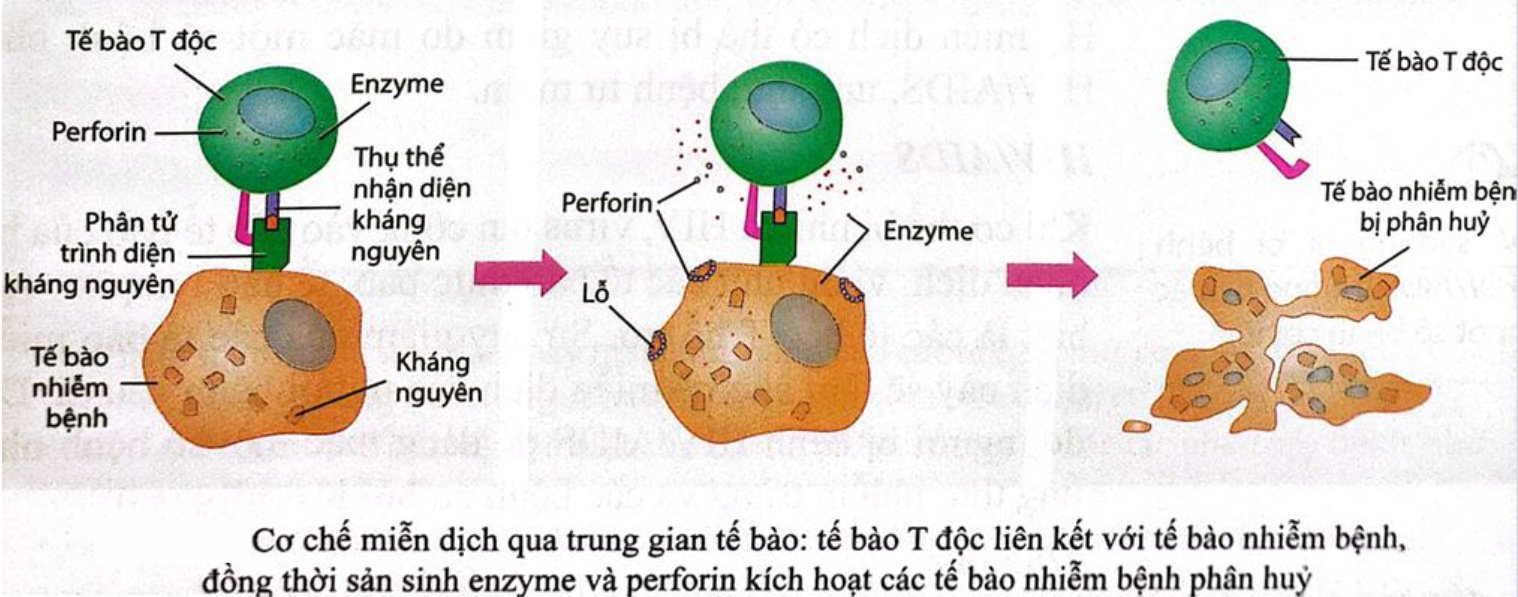 Tế bào T độc
Enzyme
Perforin
Thụ thể
nhận diện
kháng
nguyên
Phân tử
trình diện
kháng nguyên
Tế bào
nhiễm
bệnh
Kháng
nguyên
Perforin
Enzyme
Lỗ
Tế bào T độc
Tế bào nhiễm bện
bị phân huỷ
Cơ chế miễn dịch qua trung gian tế bào: tế bào T độc liên kết với tế bào nhiễm bệnh,
đồng thời sản sinh enzyme và perforin kích hoạt các tế bào nhiễm bệnh phân huỷ